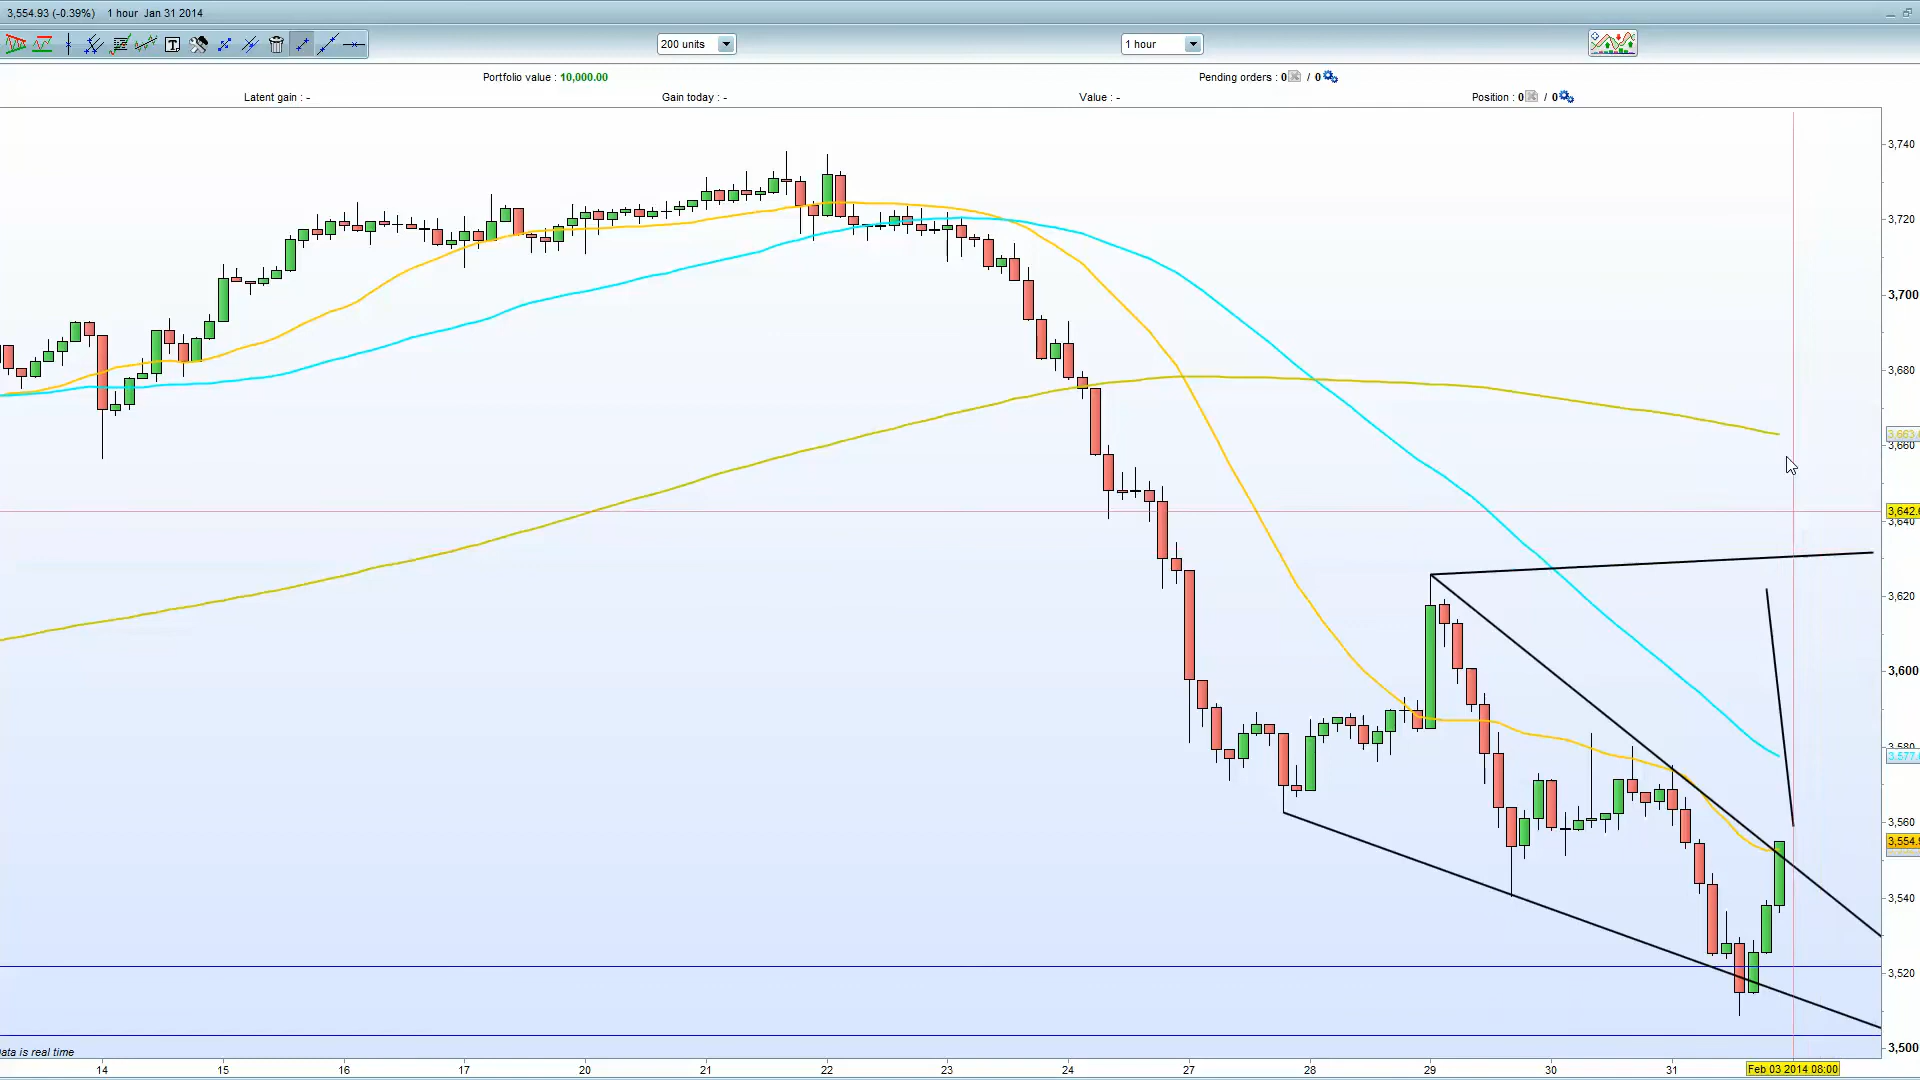 3,554.93 (-0.39%) 1 hour Jan 31 2014
T
200 units
1 hour
Portfolio value : 10,000.00
Pending orders : 0 / 0
Latent gain : -
Gain today : -
Value : -
Position : 0 / 0
3,740
3,720
3,700
3,680
3,663.
3,660
3,642.
3,640
3,620
3,600
3,580
3,577.
3,560
3,554.
3,540
3,520
3,500
ata is real time
14 15 16 17 20 21 22 23 24 27 28 29 30 31 Feb 03 2014 08:00